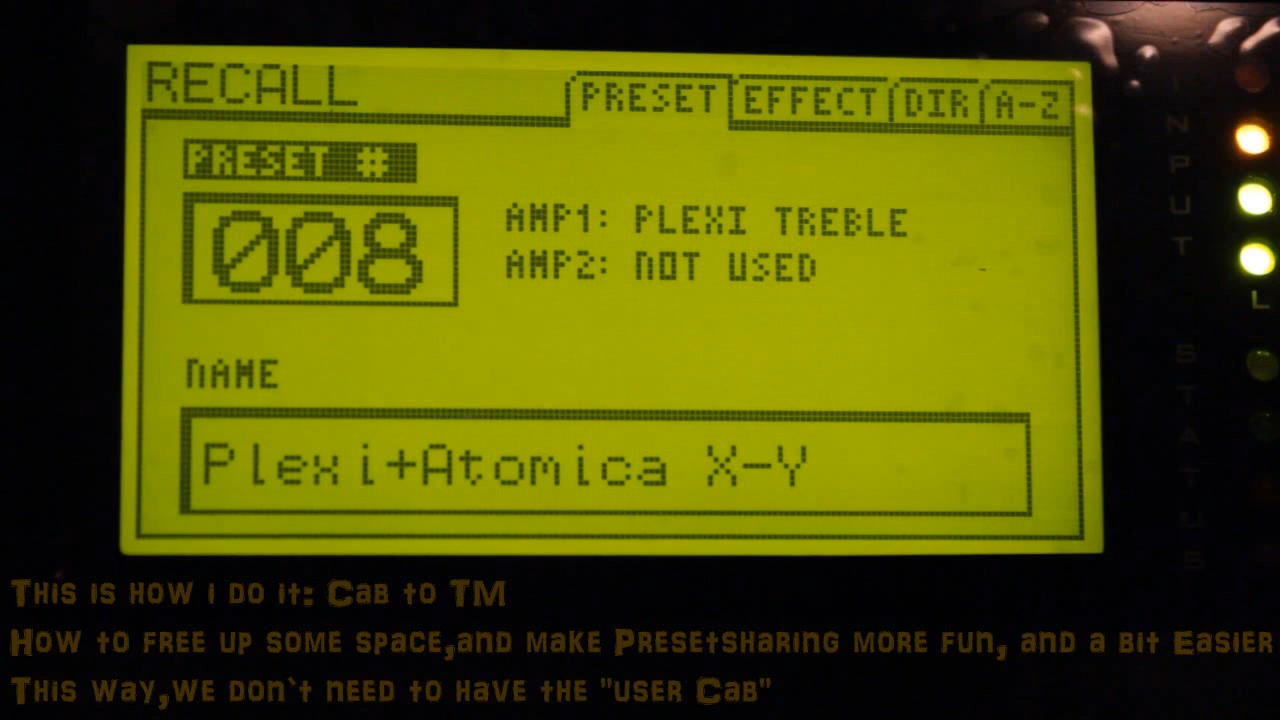 RECALL
PRESET EFFECT DIR A-Z
PRESET #
008
AMP1: PLEXI TREBLE
AMP2: NOT USED
NAME
Plexi+Atomica X-Y
INPUT
L
STATUS
This is how i do it: Cab to TM
How to free up some space,and make Presetsharing more fun, and a bit Easier
This way,we don`t need to have the "user Cab"